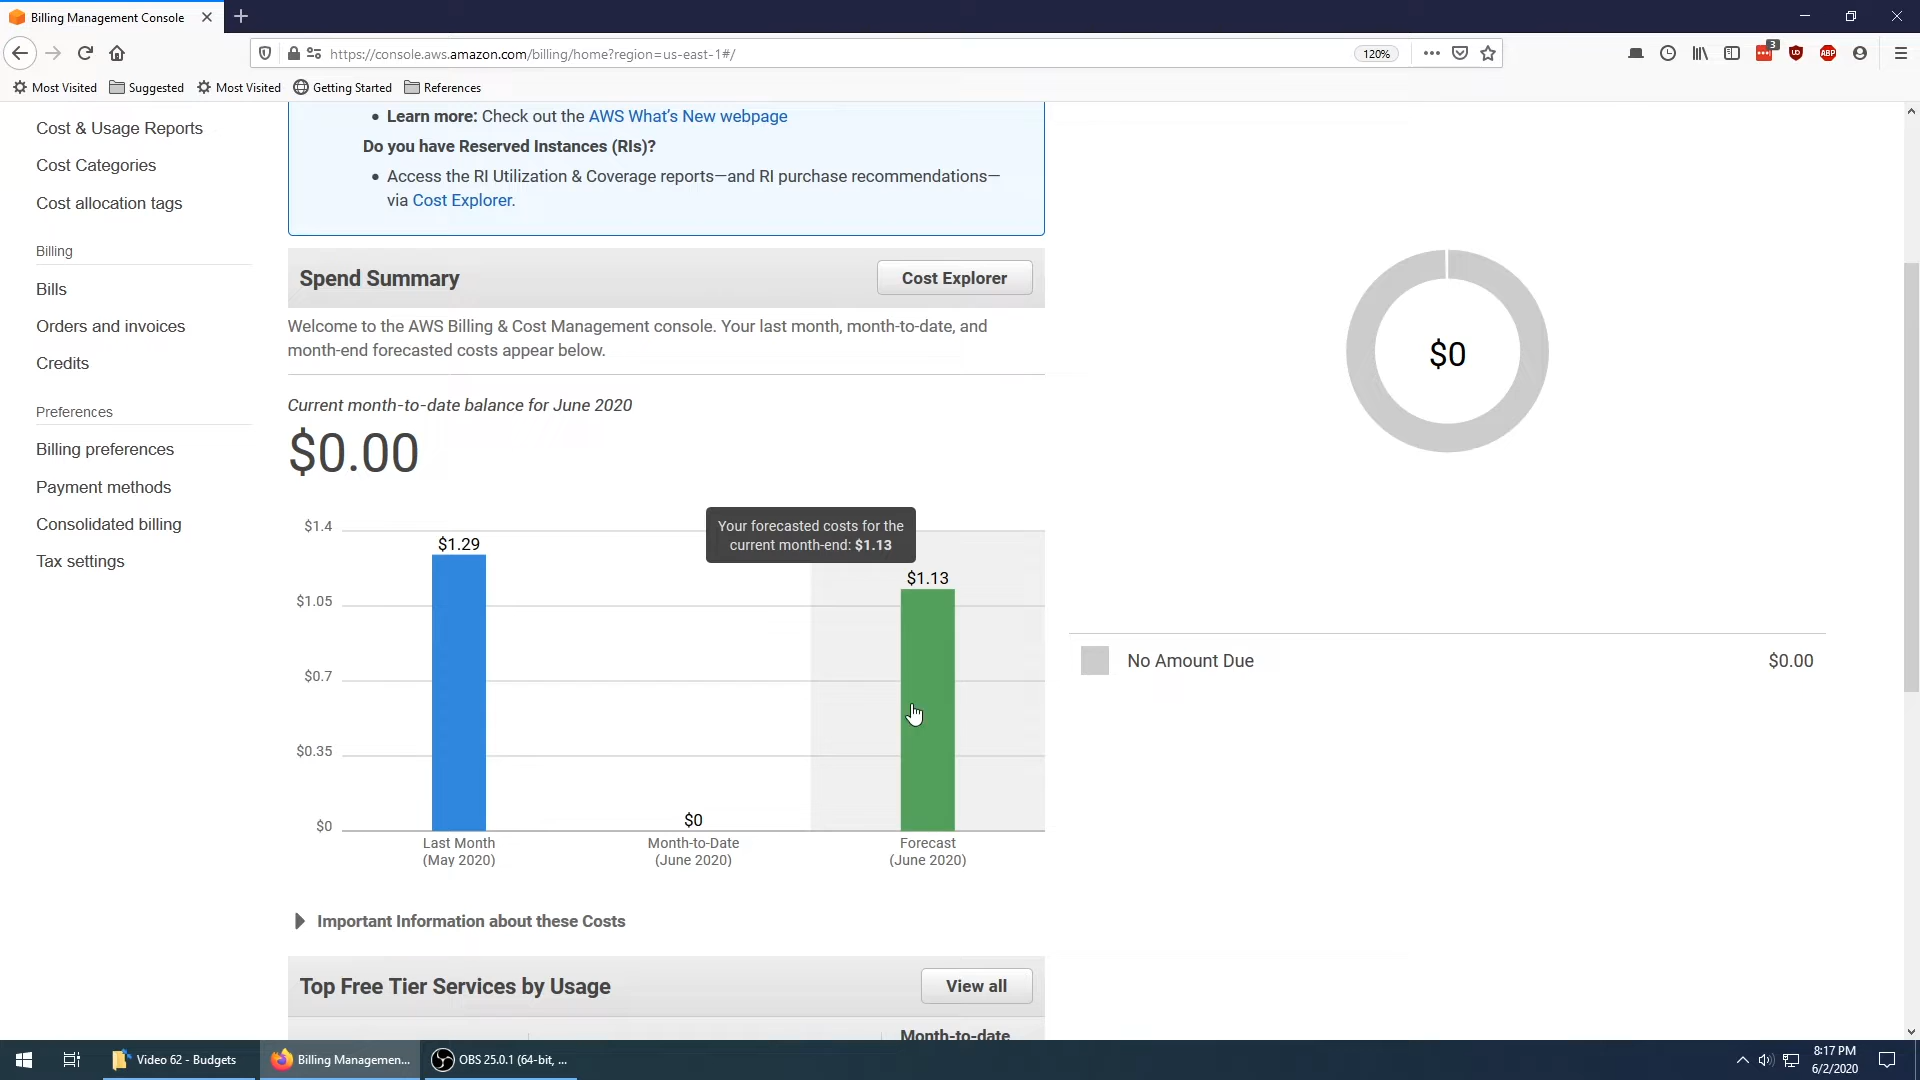 Billing Management Console
https://console.aws.amazon.com/billing/home?region=us-east-1#/
120%
3
UD
ABP
Most Visited
Suggested
Most Visited
Getting Started
References
Cost & Usage Reports
Cost Categories
Cost allocation tags
Billing
Bills
Orders and invoices
Credits
Preferences
Billing preferences
Payment methods
Consolidated billing
Tax settings
• Learn more: Check out the AWS What's New webpage
Do you have Reserved Instances (RIs)?
• Access the RI Utilization & Coverage reports—and RI purchase recommendations—
via Cost Explorer.
Spend Summary
Cost Explorer
Welcome to the AWS Billing & Cost Management console. Your last month, month-to-date, and
month-end forecasted costs appear below.
Current month-to-date balance for June 2020
$0.00
$1.4
$1.05
$0.7
$0.35
$0
$1.29
$0
$1.13
Your forecasted costs for the
current month-end: $1.13
Last Month
(May 2020)
Month-to-Date
(June 2020)
Forecast
(June 2020)
Important Information about these Costs
Top Free Tier Services by Usage
View all
Month-to-date
$0
No Amount Due
$0.00
Video 62 - Budgets
Billing Managemen...
OBS 25.0.1 (64-bit, ...
8:17 PM
6/2/2020